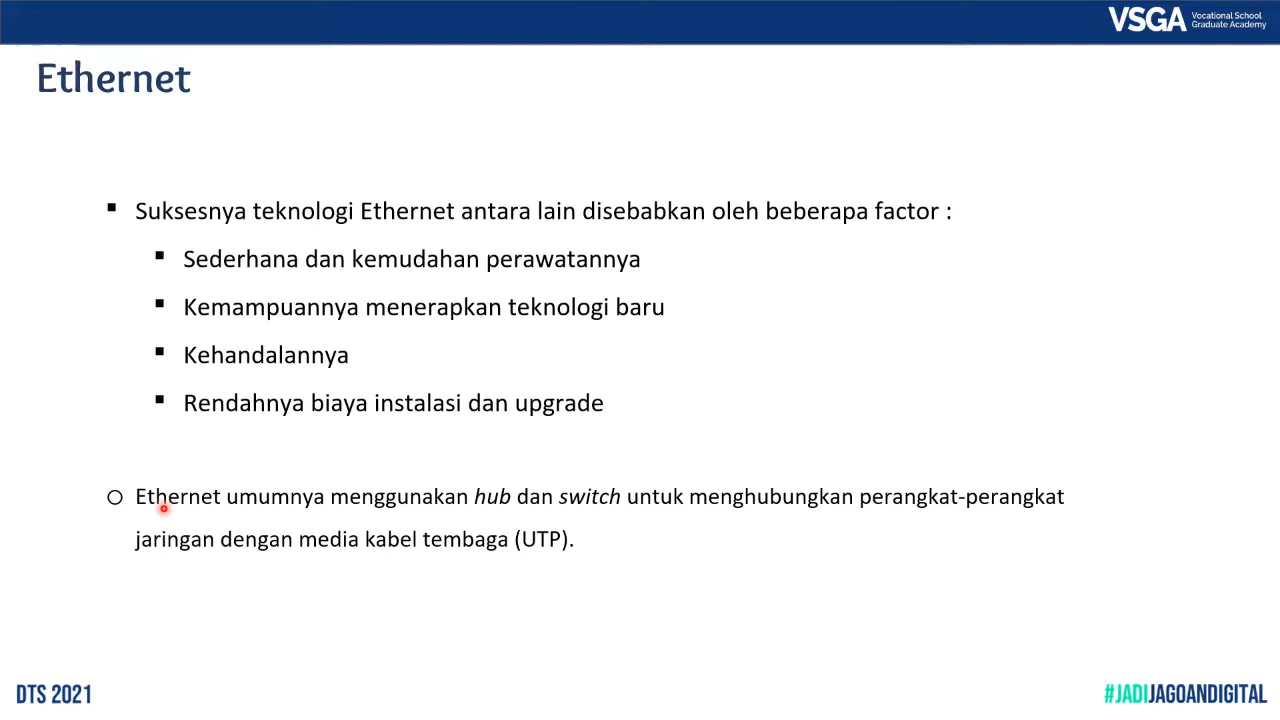 VSGA Vocational School
Graduate Academy
Ethernet
Suksesnya teknologi Ethernet antara lain disebabkan oleh beberapa factor :
Sederhana dan kemudahan perawatannya
Kemampuannya menerapkan teknologi baru
Kehandalannya
Rendahnya biaya instalasi dan upgrade
Ethernet umumnya menggunakan hub dan switch untuk menghubungkan perangkat-perangkat
jaringan dengan media kabel tembaga (UTP).
DTS 2021
#JADIJAGOANDIGITAL